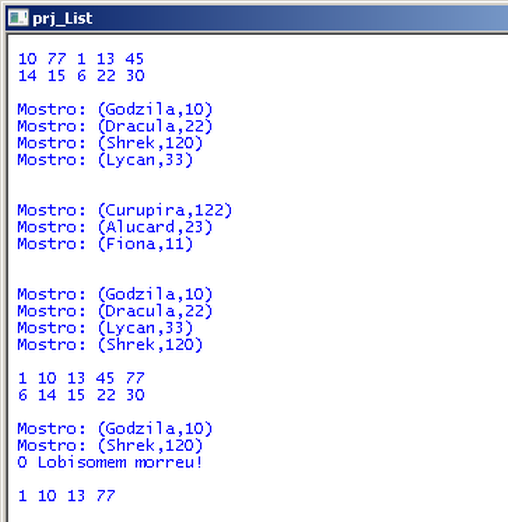 prj_List
10 77 1 13 45
14 15 6 22 30
Mostro: (Godzila,10)
Mostro: (Dracula,22)
Mostro: (Shrek,120)
Mostro: (Lycan,33)
Mostro: (Curupira,122)
Mostro: (Alucard,23)
Mostro: (Fiona,11)
Mostro: (Godzila,10)
Mostro: (Dracula,22)
Mostro: (Lycan,33)
Mostro: (Shrek,120)
1 10 13 45 77
6 14 15 22 30
Mostro: (Godzila,10)
Mostro: (Shrek,120)
O Lobisomem morreu!
1 10 13 77